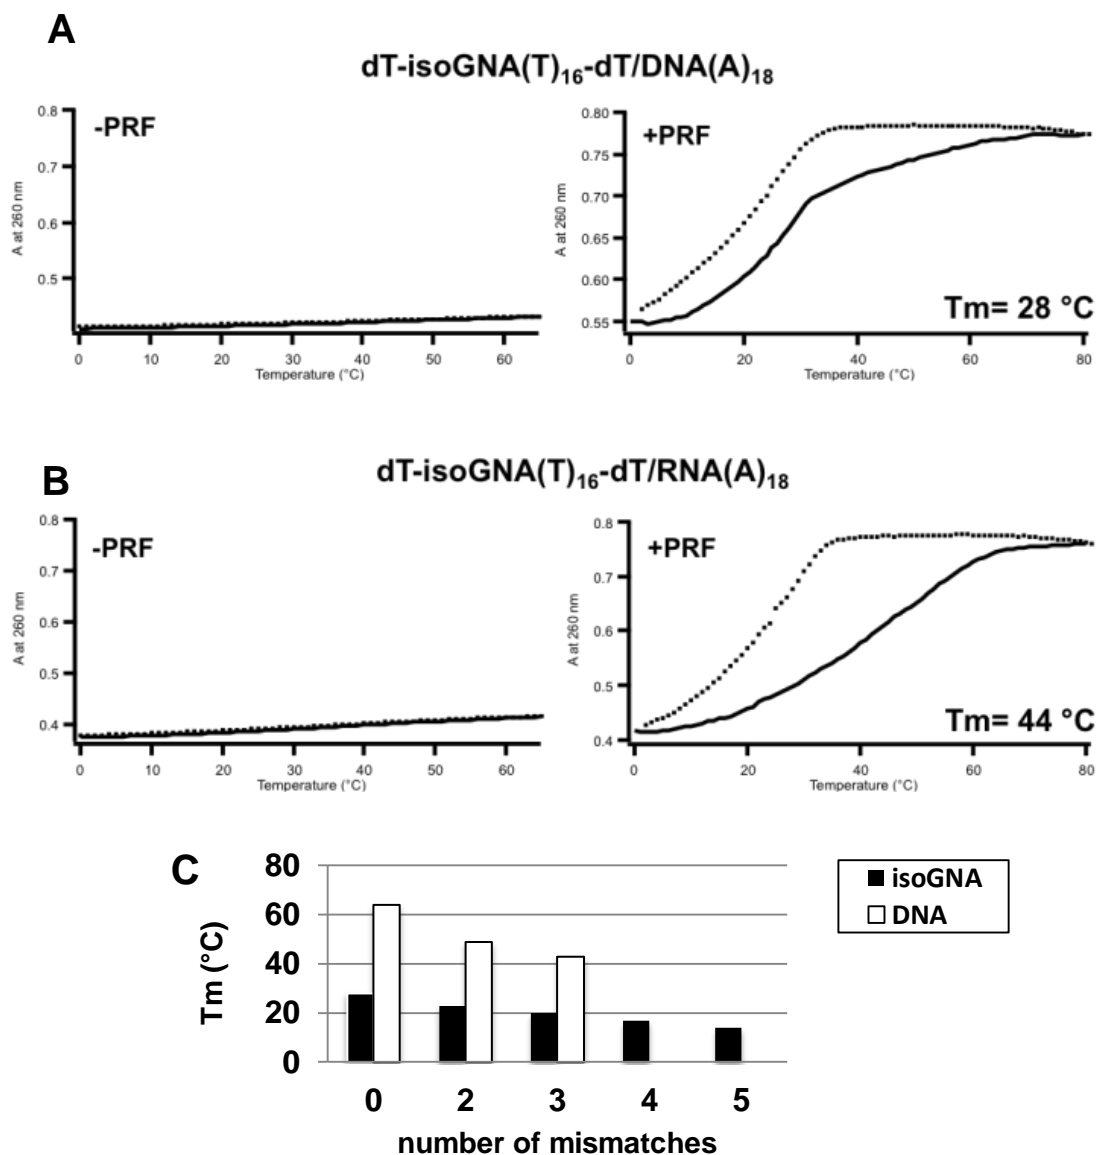 A
dT-isoGNA(T)16-dT/DNA(A)18
-PRF
0.8
0.7
0.6
0.5
A at 260 nm
0 10 20 30 40 50 60
Temperature (°C)
+PRF
0.80
0.75
0.70
0.65
0.60
0.55
A at 260 nm
Tm= 28 °C
0 20 40 60 80
Temperature (°C)
B
dT-isoGNA(T)16-dT/RNA(A)18
-PRF
0.8
0.7
0.6
0.5
0.4
A at 260 nm
0 10 20 30 40 50 60
Temperature (°C)
+PRF
0.8
0.7
0.6
0.5
0.4
A at 260 nm
Tm= 44 °C
0 20 40 60 80
Temperature (°C)
C
80
60
40
20
0
Tm (°C)
0 2 3 4 5
number of mismatches
isoGNA
DNA